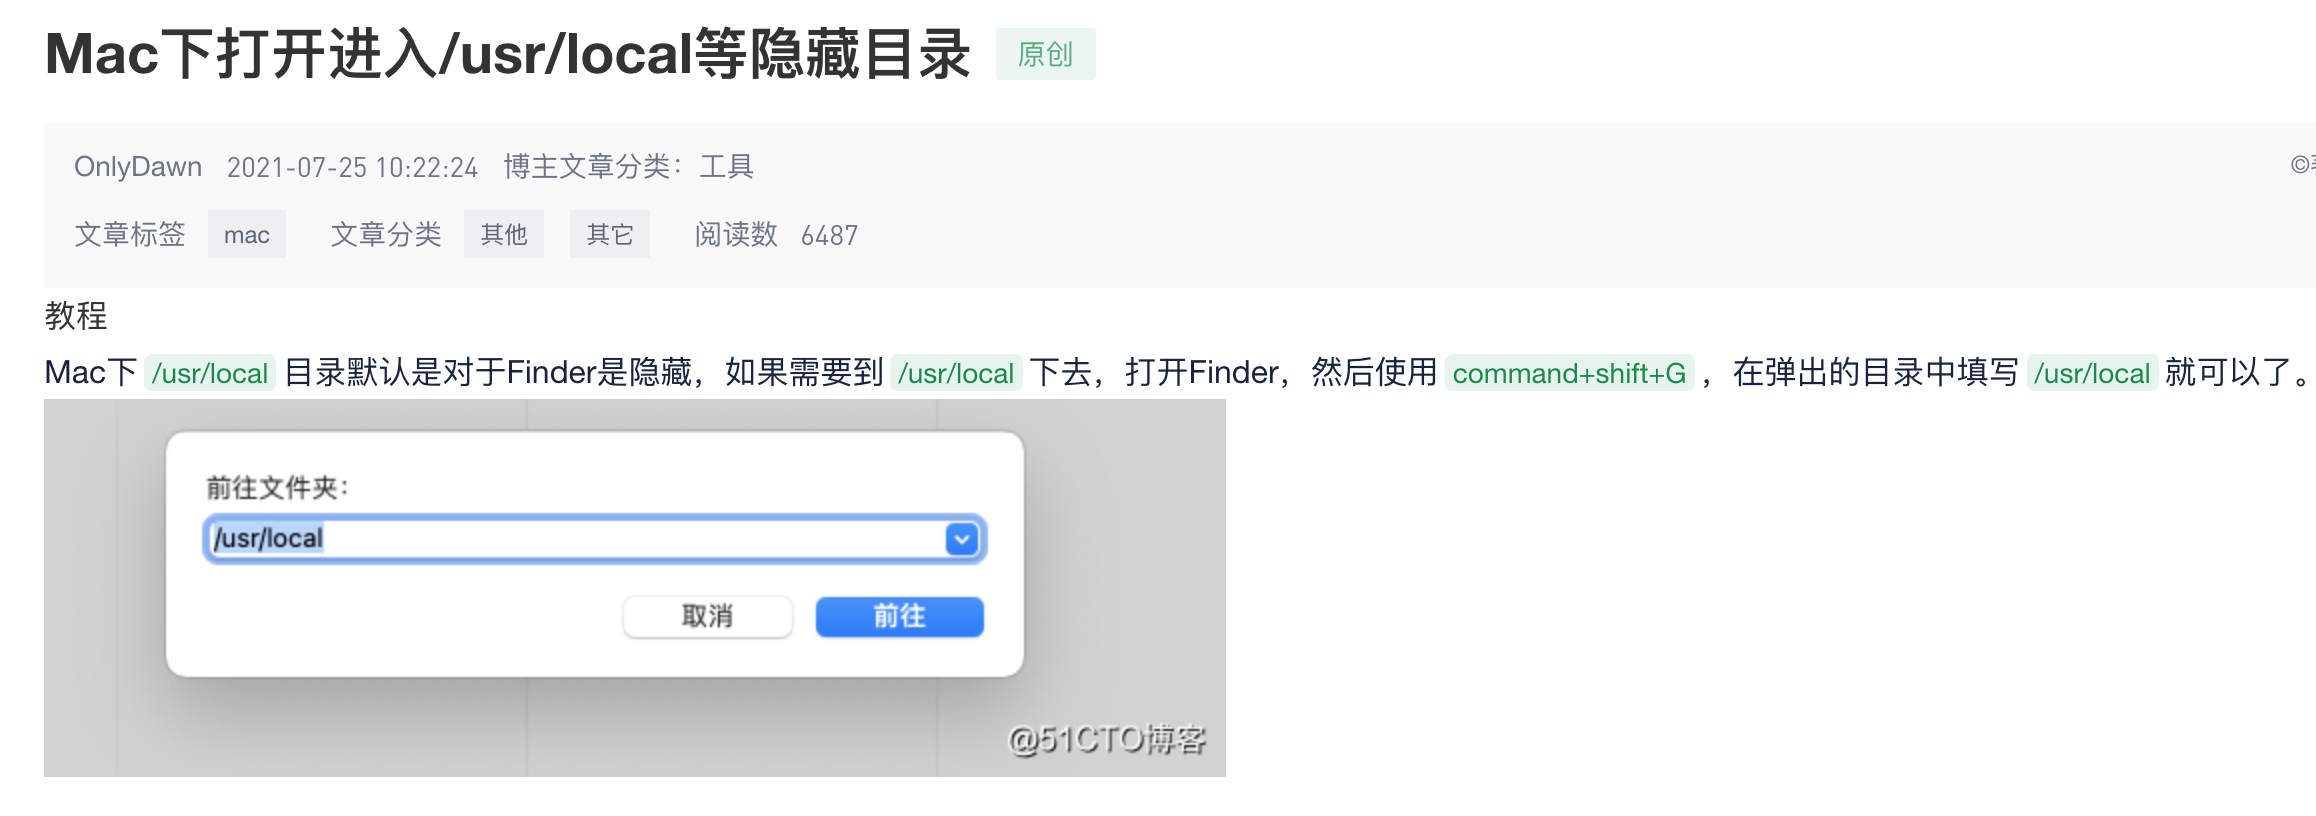 Mac下打开进入/usr/local等隐藏目录 原创
OnlyDawn 2021-07-25 10:22:24 博主文章分类：工具 ©
文章标签 mac 文章分类 其他 其它 阅读数 6487
教程
Mac下 /usr/local 目录默认是对于Finder是隐藏，如果需要到 /usr/local 下去，打开Finder，然后使用 command+shift+G ，在弹出的目录中填写 /usr/local 就可以了。
前往文件夹：
/usr/local
取消 前往
@51CTO博客